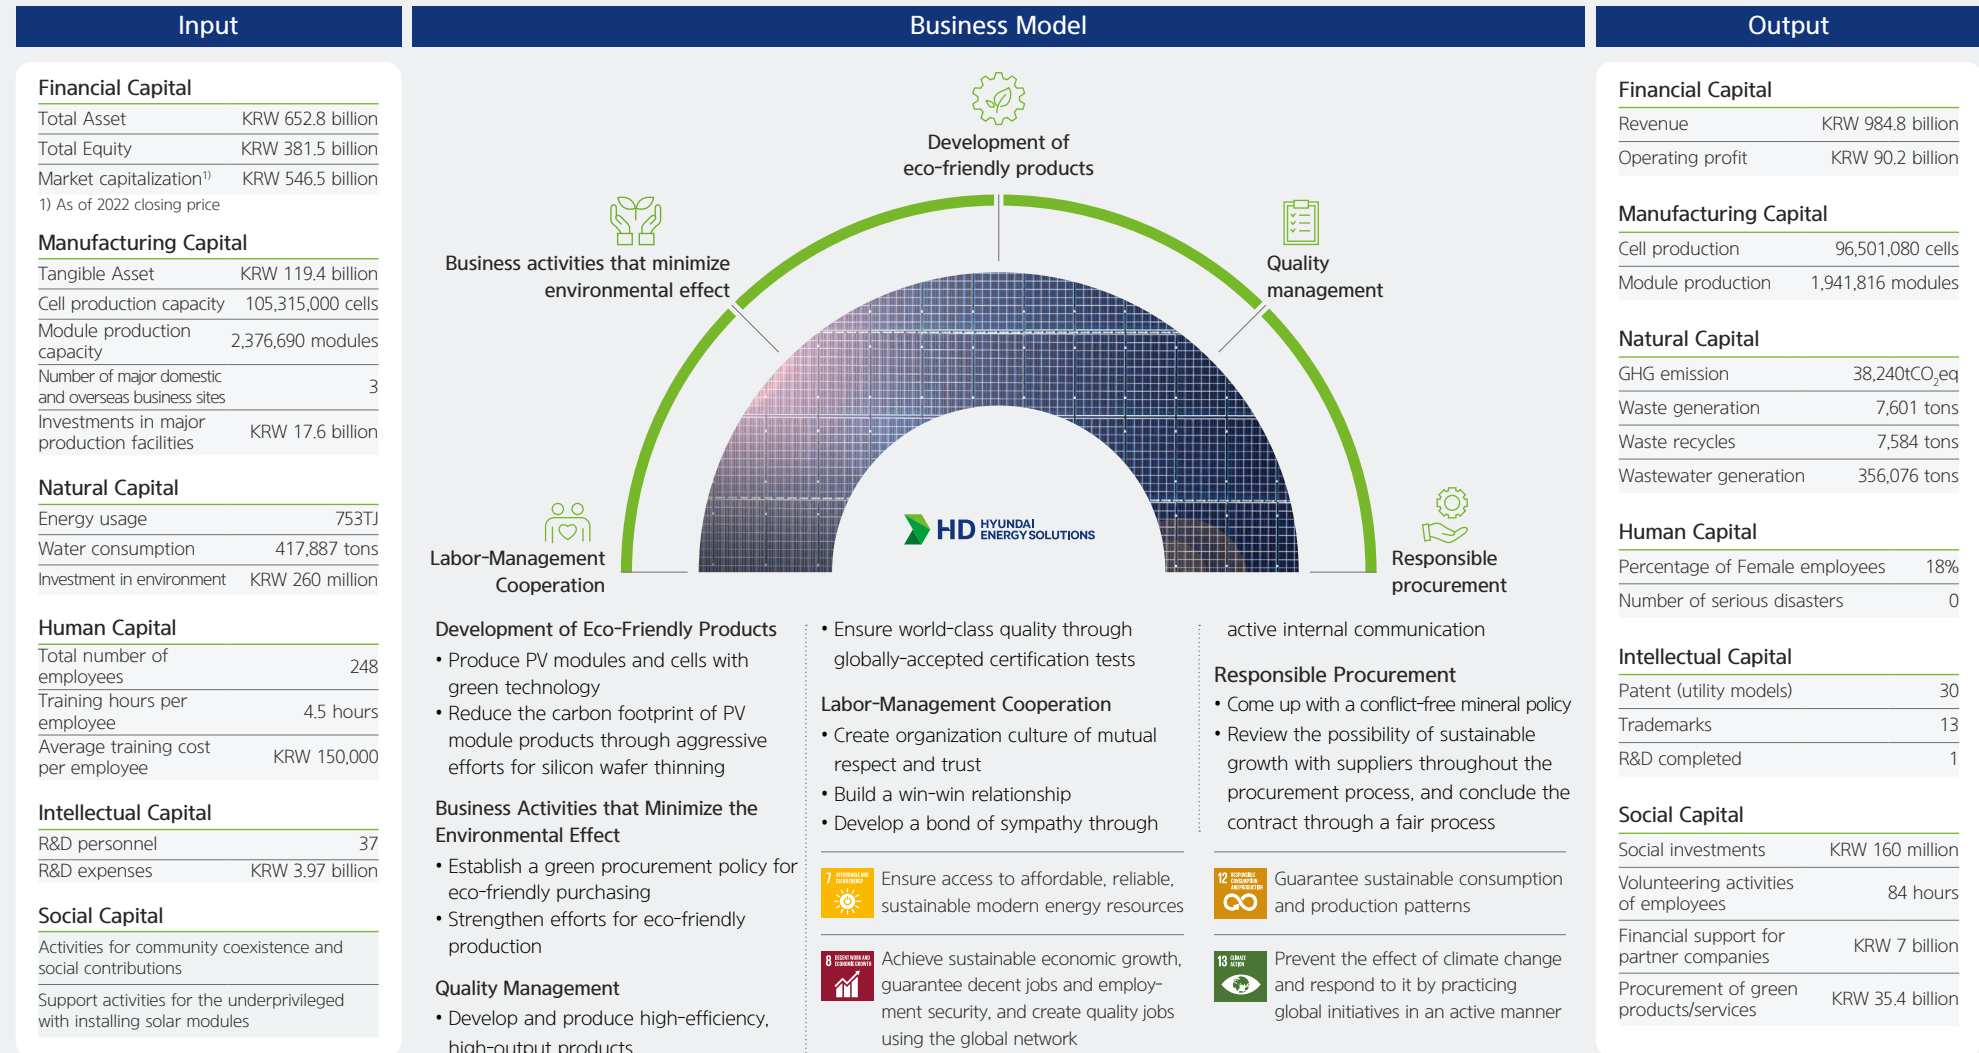 Input
Financial Capital
Total Asset KRW 652.8 billion
Total Equity KRW 381.5 billion
Market capitalization1) KRW 546.5 billion
1) As of 2022 closing price
Manufacturing Capital
Tangible Asset KRW 119.4 billion
Cell production capacity 105,315,000 cells
Module production
capacity 2,376,690 modules
Number of major domestic
and overseas business sites 3
Investments in major
production facilities KRW 17.6 billion
Natural Capital
Energy usage 753TJ
Water consumption 417,887 tons
Investment in environment KRW 260 million
Human Capital
Total number of
employees 248
Training hours per
employee 4.5 hours
Average training cost
per employee KRW 150,000
Intellectual Capital
R&D personnel 37
R&D expenses KRW 3.97 billion
Social Capital
Activities for community coexistence and
social contributions
Support activities for the underprivileged
with installing solar modules
Business Model
Development of
eco-friendly products
Business activities that minimize
environmental effect
Quality
management
Labor-Management
Cooperation
HD HYUNDAI
ENERGY SOLUTIONS
Responsible
procurement
Development of Eco-Friendly Products
• Produce PV modules and cells with
green technology
• Reduce the carbon footprint of PV
module products through aggressive
efforts for silicon wafer thinning
Business Activities that Minimize the
Environmental Effect
• Establish a green procurement policy for
eco-friendly purchasing
• Strengthen efforts for eco-friendly
production
Quality Management
• Develop and produce high-efficiency,
high-output products
• Ensure world-class quality through
globally-accepted certification tests
Labor-Management Cooperation
• Create organization culture of mutual
respect and trust
• Build a win-win relationship
• Develop a bond of sympathy through
active internal communication
Responsible Procurement
• Come up with a conflict-free mineral policy
• Review the possibility of sustainable
growth with suppliers throughout the
procurement process, and conclude the
contract through a fair process
7 AFFORDABLE AND
CLEAN ENERGY
Ensure access to affordable, reliable,
sustainable modern energy resources
8 DECENT WORK AND
ECONOMIC GROWTH
Achieve sustainable economic growth,
guarantee decent jobs and employ-
ment security, and create quality jobs
using the global network
12 RESPONSIBLE
CONSUMPTION
AND PRODUCTION
Guarantee sustainable consumption
and production patterns
13 CLIMATE
ACTION
Prevent the effect of climate change
and respond to it by practicing
global initiatives in an active manner
Output
Financial Capital
Revenue KRW 984.8 billion
Operating profit KRW 90.2 billion
Manufacturing Capital
Cell production 96,501,080 cells
Module production 1,941,816 modules
Natural Capital
GHG emission 38,240tCO2eq
Waste generation 7,601 tons
Waste recycles 7,584 tons
Wastewater generation 356,076 tons
Human Capital
Percentage of Female employees 18%
Number of serious disasters 0
Intellectual Capital
Patent (utility models) 30
Trademarks 13
R&D completed 1
Social Capital
Social investments KRW 160 million
Volunteering activities
of employees 84 hours
Financial support for
partner companies KRW 7 billion
Procurement of green
products/services KRW 35.4 billion